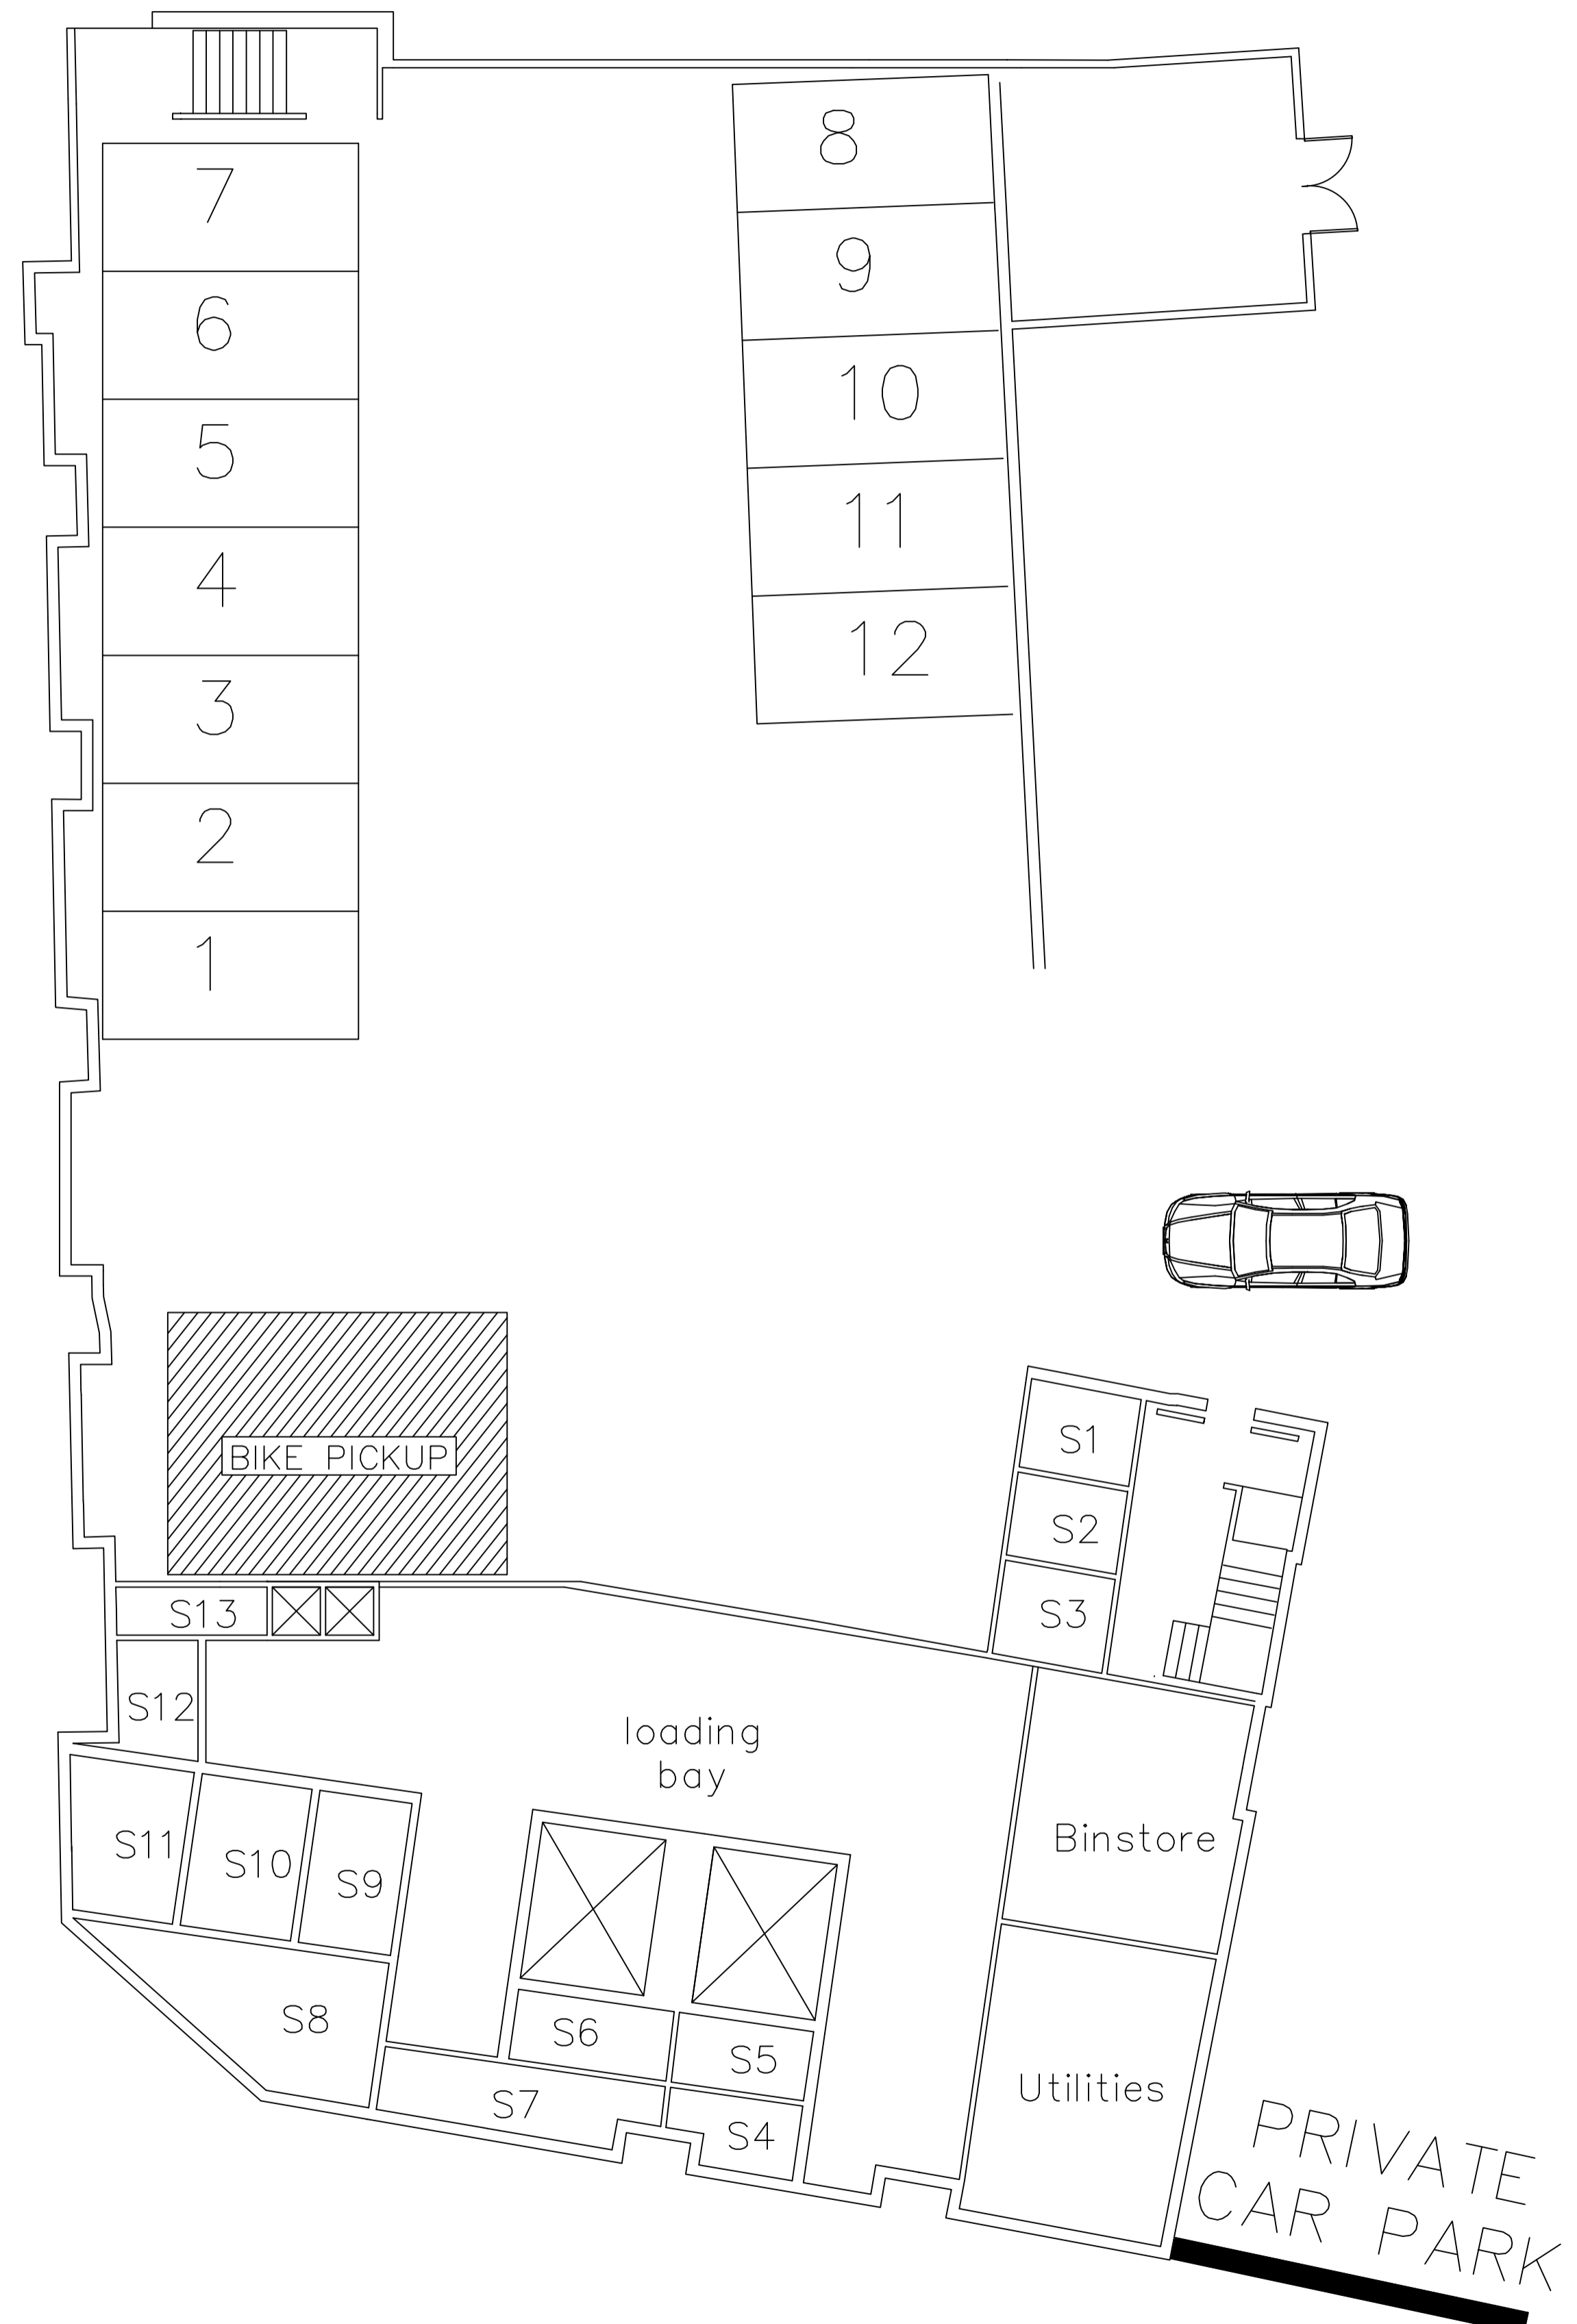 8
7
9
6
10
5
11
4
12
3
2
1
S1
BIKE PICKUP
S2
S13
S3
S12
loading
bay
Binstore
S11
S10
S9
S8
S6
S5
Utilities
S7
S4
PRIVATE
CAR PARK